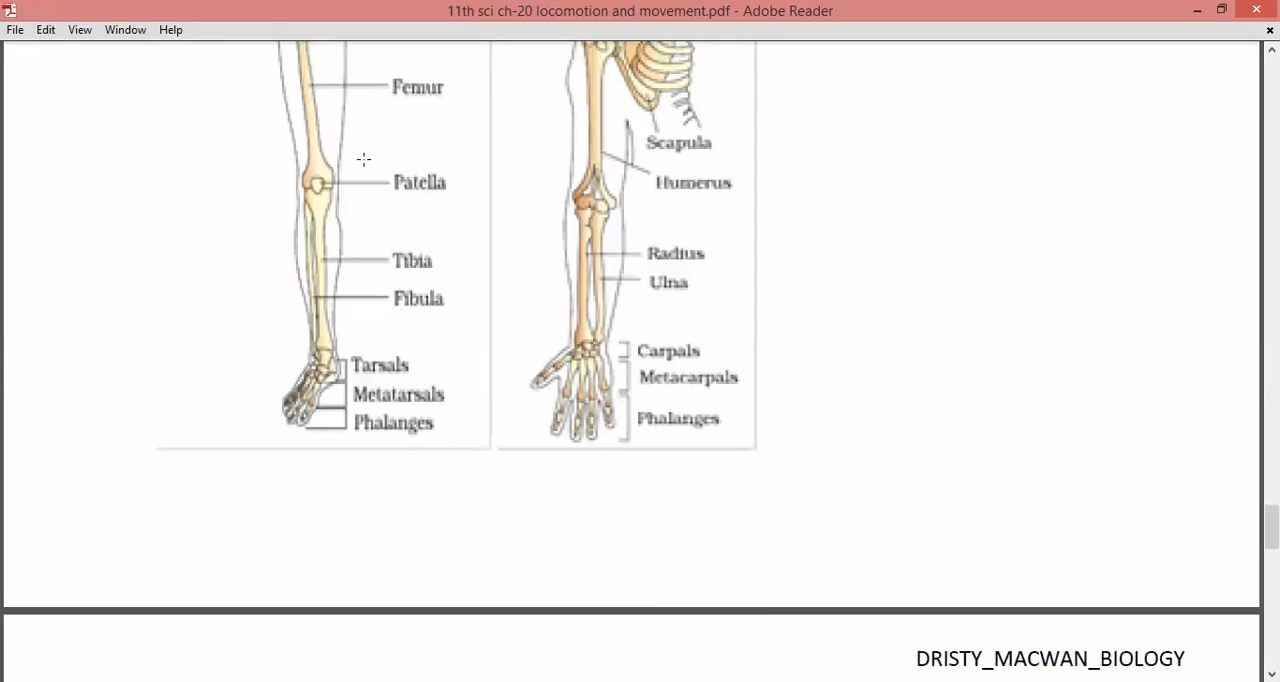 11th sci ch-20 locomotion and movement.pdf - Adobe Reader
File Edit View Window Help
Femur
Patella
Tibia
Fibula
Tarsals
Metatarsals
Phalanges
Scapula
Humerus
Radius
Ulna
Carpals
Metacarpals
Phalanges
DRISTY_MACWAN_BIOLOGY